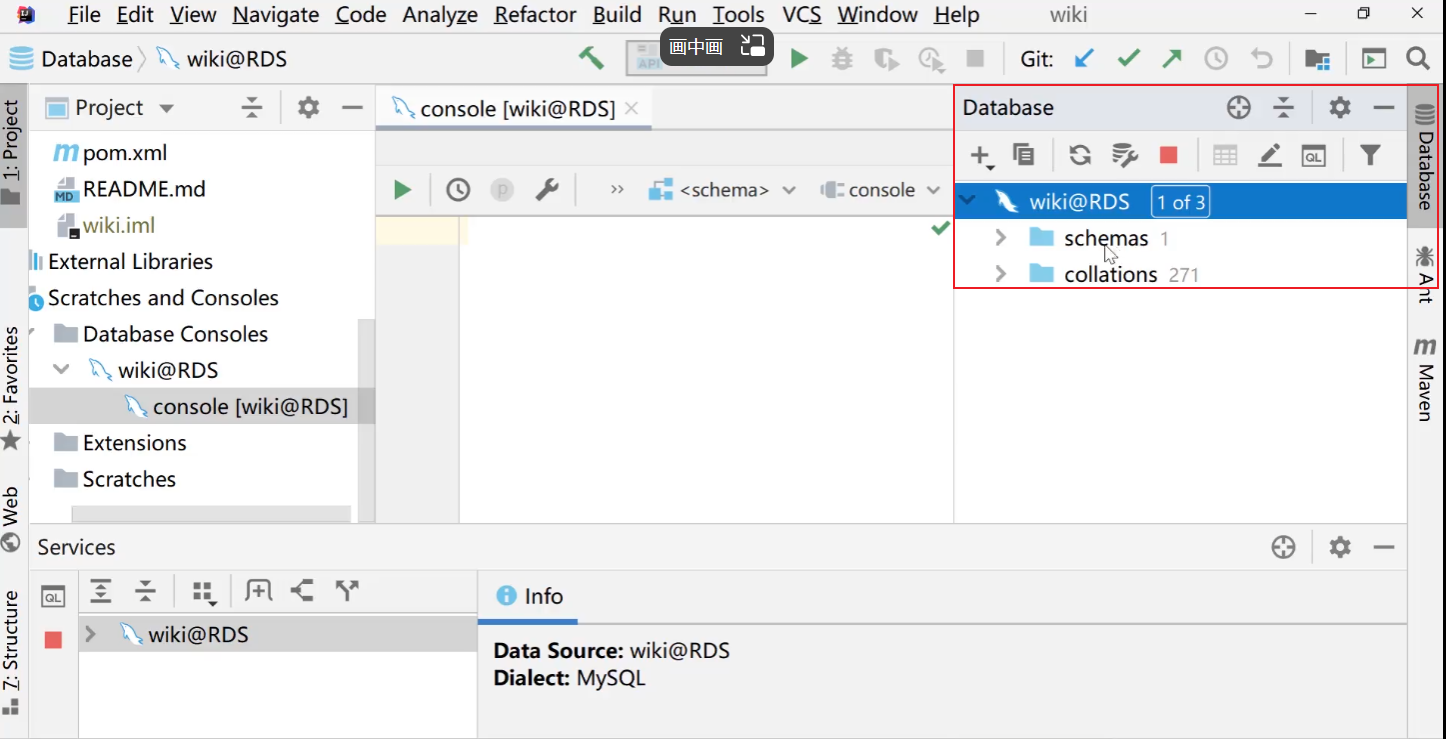 File Edit View Navigate Code Analyze Refactor Build Run Tools VCS Window Help wiki
画中画
Database wiki@RDS
API
Git:
1: Project
Project
pom.xml
MD README.md
wiki.iml
External Libraries
Scratches and Consoles
Database Consoles
wiki@RDS
console [wiki@RDS]
Extensions
Scratches
2: Favorites
Web
7: Structure
console [wiki@RDS]
p
<schema>
console
Database
QL
wiki@RDS 1 of 3
schemas 1
collations 271
Database
Ant
m Maven
Services
QL
wiki@RDS
Info
Data Source: wiki@RDS
Dialect: MySQL